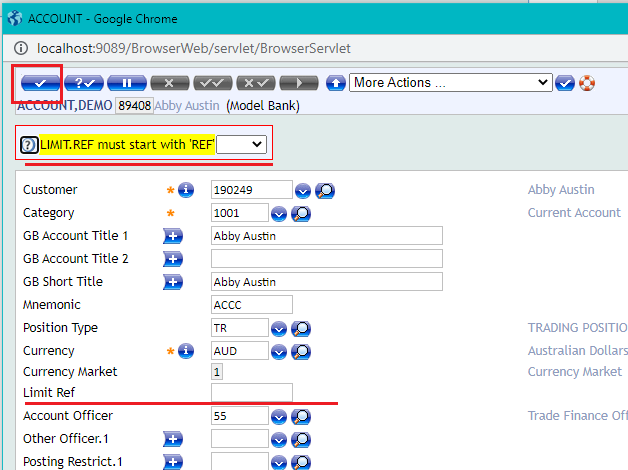 ACCOUNT - Google Chrome
localhost:9089/BrowserWeb/servlet/BrowserServlet
More Actions ...
ACCOUNT,DEMO 89408 Abby Austin (Model Bank)
LIMIT.REF must start with 'REF'
Customer 190249 Abby Austin
Category 1001 Current Account
GB Account Title 1 Abby Austin
GB Account Title 2
GB Short Title Abby Austin
Mnemonic ACCC
Position Type TR TRADING POSITIO
Currency AUD Australian Dollars
Currency Market 1 Currency Market
Limit Ref
Account Officer 55 Trade Finance Off
Other Officer.1
Posting Restrict.1